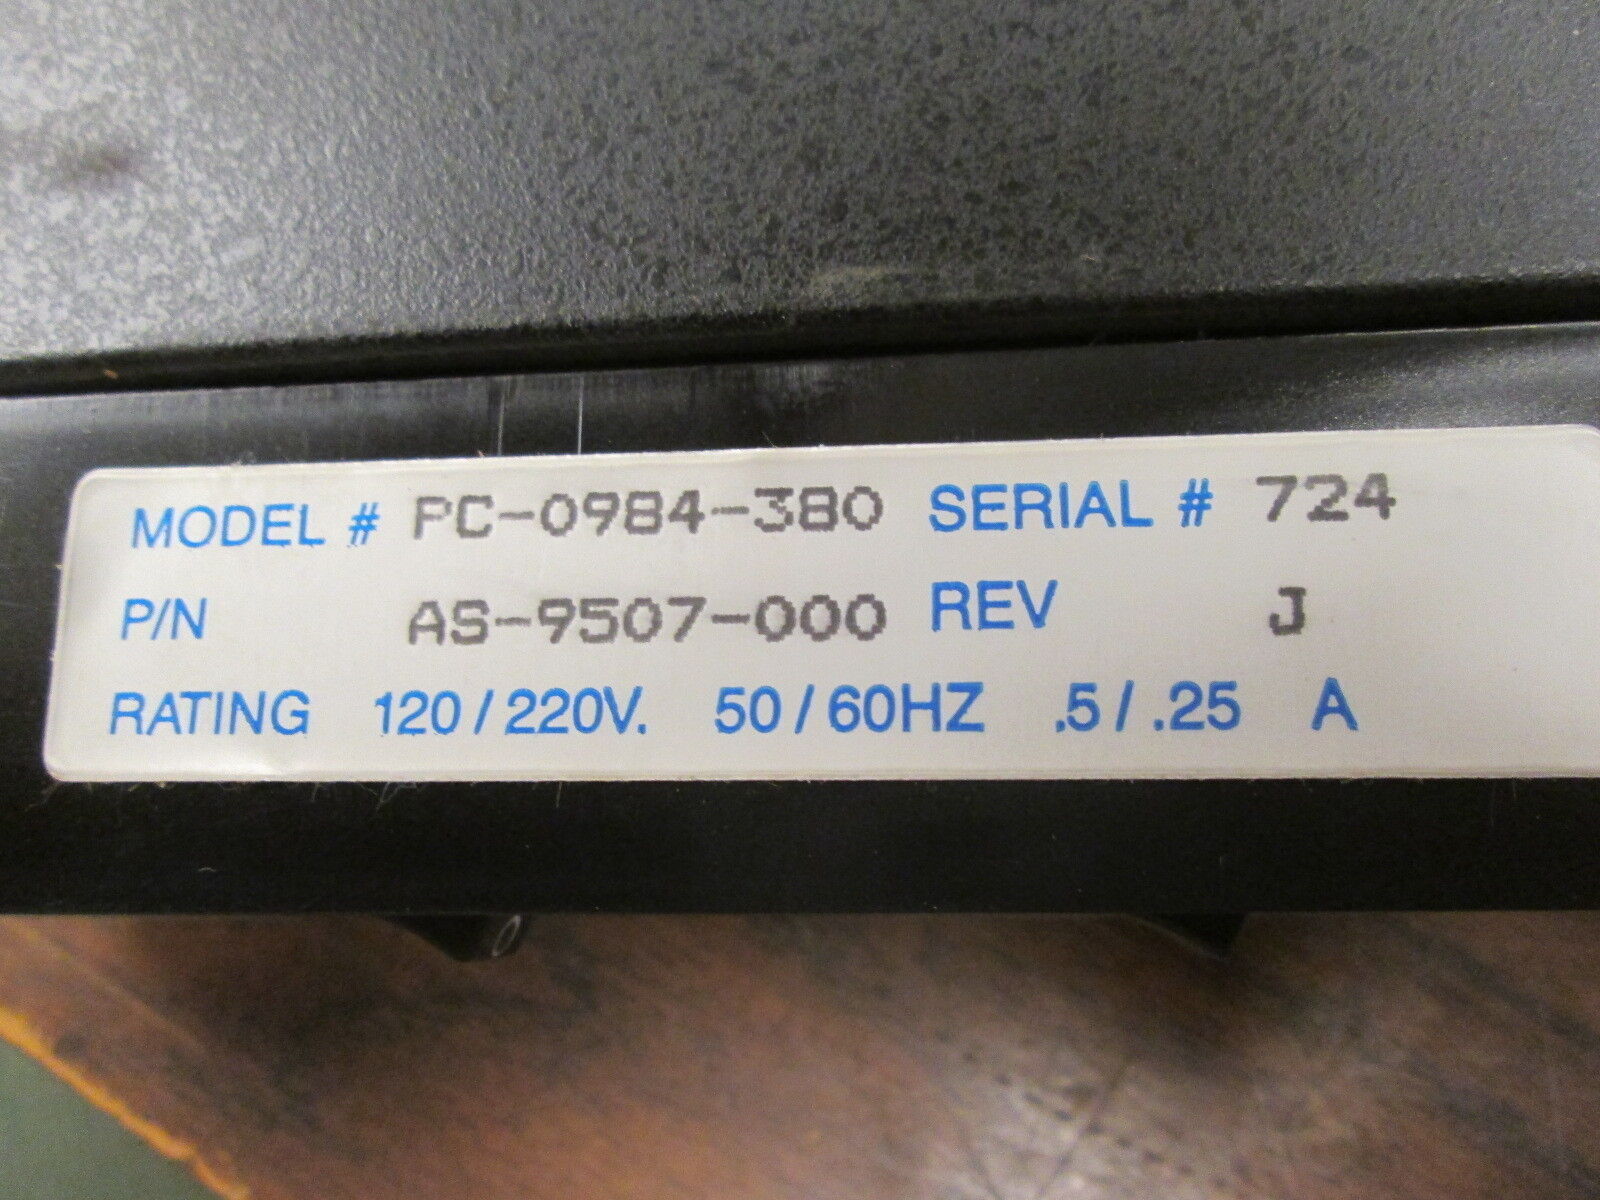 MODEL # PC-0984-380 SERIAL # 724
P/N AS-9507-000 REV J
RATING 120/220V. 50/60HZ .5/.25 A